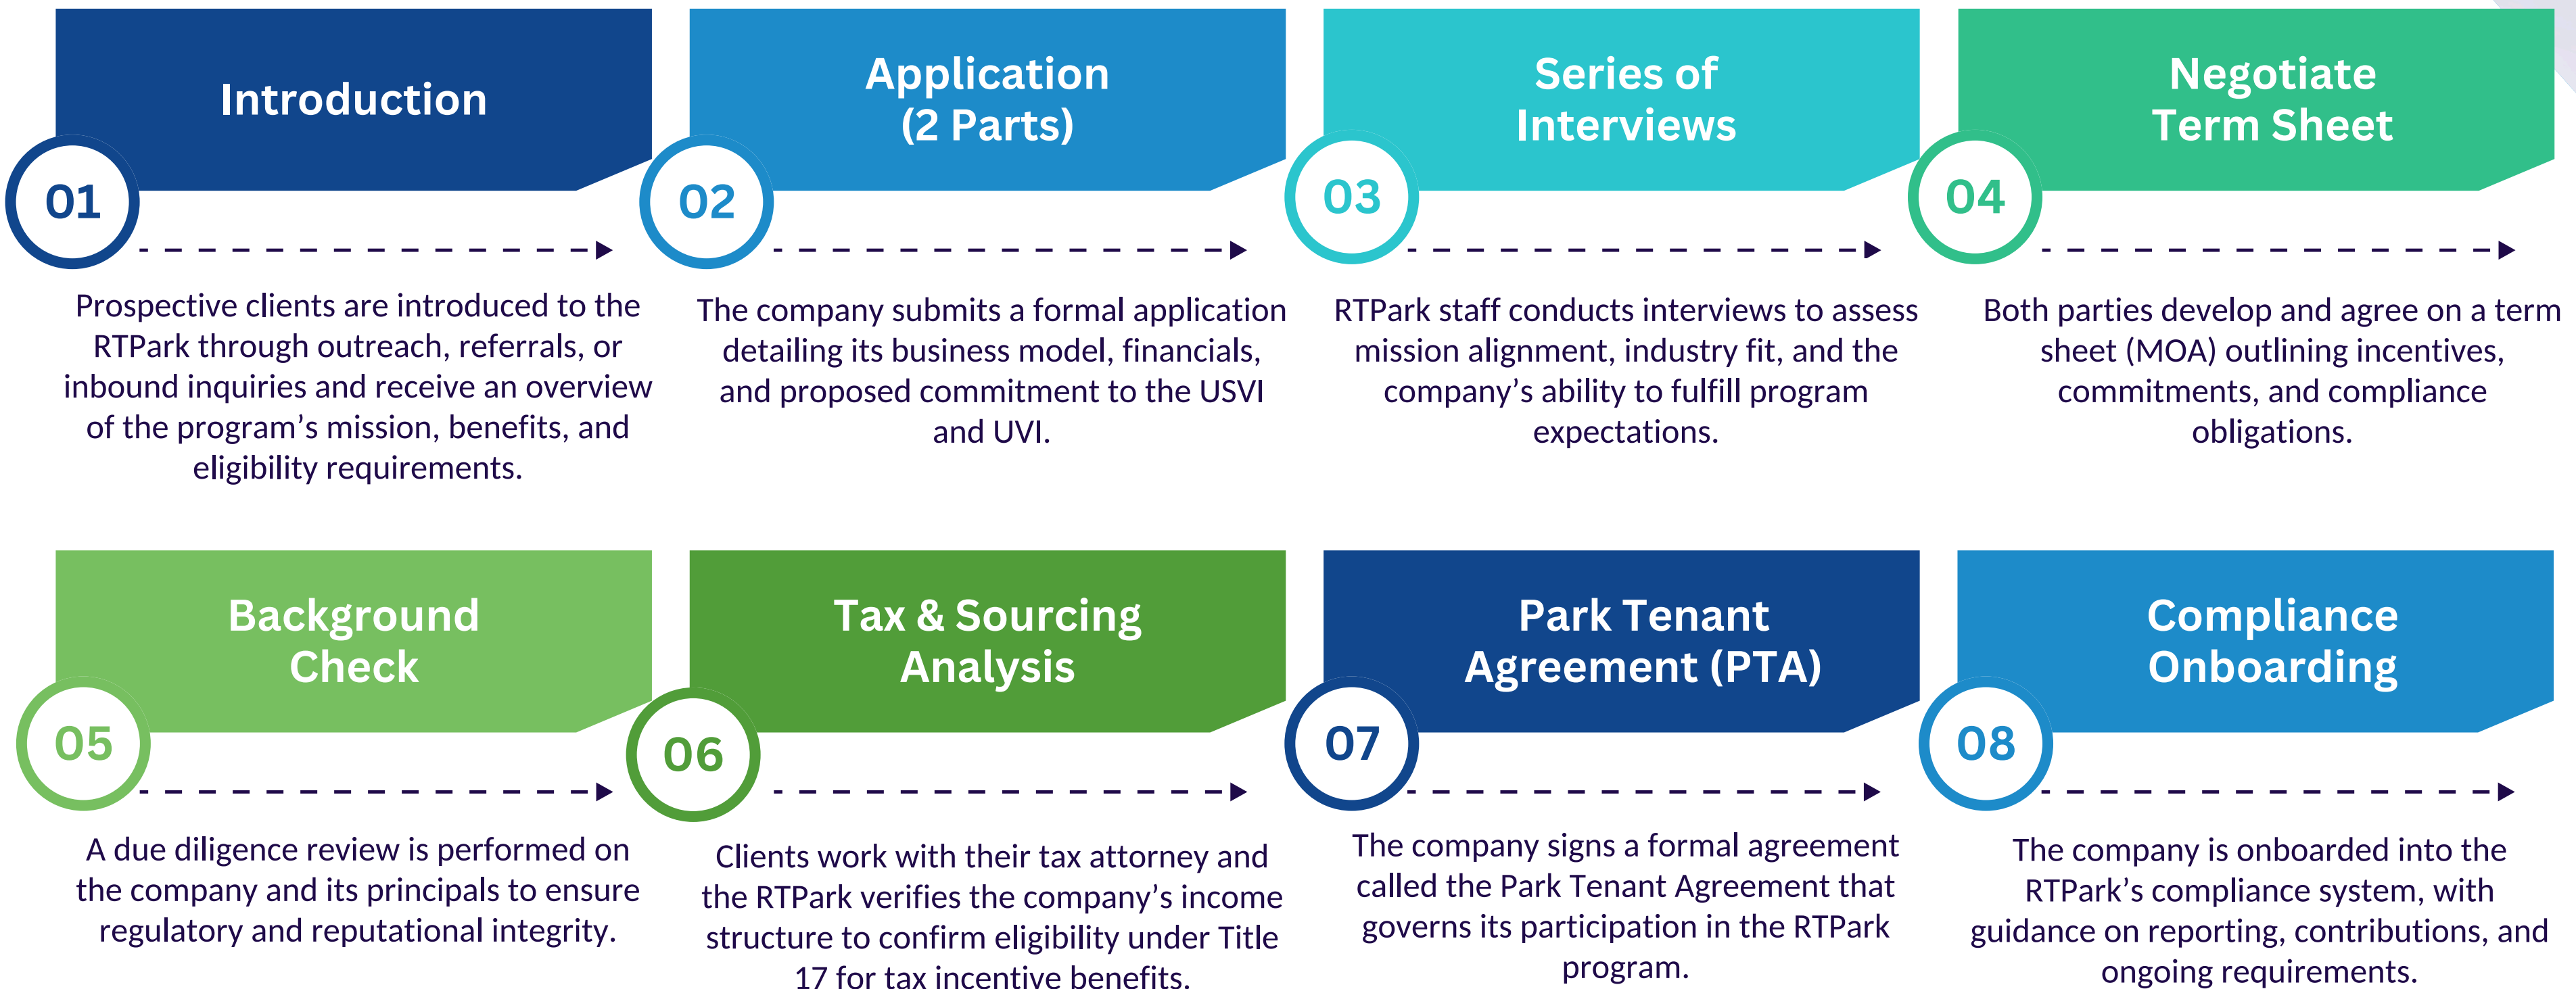 Introduction
01
Prospective clients are introduced to the
RTPark through outreach, referrals, or
inbound inquiries and receive an overview
of the program’s mission, benefits, and
eligibility requirements.
Application
(2 Parts)
02
The company submits a formal application
detailing its business model, financials,
and proposed commitment to the USVI
and UVI.
Series of
Interviews
03
RTPark staff conducts interviews to assess
mission alignment, industry fit, and the
company’s ability to fulfill program
expectations.
Negotiate
Term Sheet
04
Both parties develop and agree on a term
sheet (MOA) outlining incentives,
commitments, and compliance
obligations.
Background
Check
05
A due diligence review is performed on
the company and its principals to ensure
regulatory and reputational integrity.
Tax & Sourcing
Analysis
06
Clients work with their tax attorney and
the RTPark verifies the company’s income
structure to confirm eligibility under Title
17 for tax incentive benefits.
Park Tenant
Agreement (PTA)
07
The company signs a formal agreement
called the Park Tenant Agreement that
governs its participation in the RTPark
program.
Compliance
Onboarding
08
The company is onboarded into the
RTPark’s compliance system, with
guidance on reporting, contributions, and
ongoing requirements.